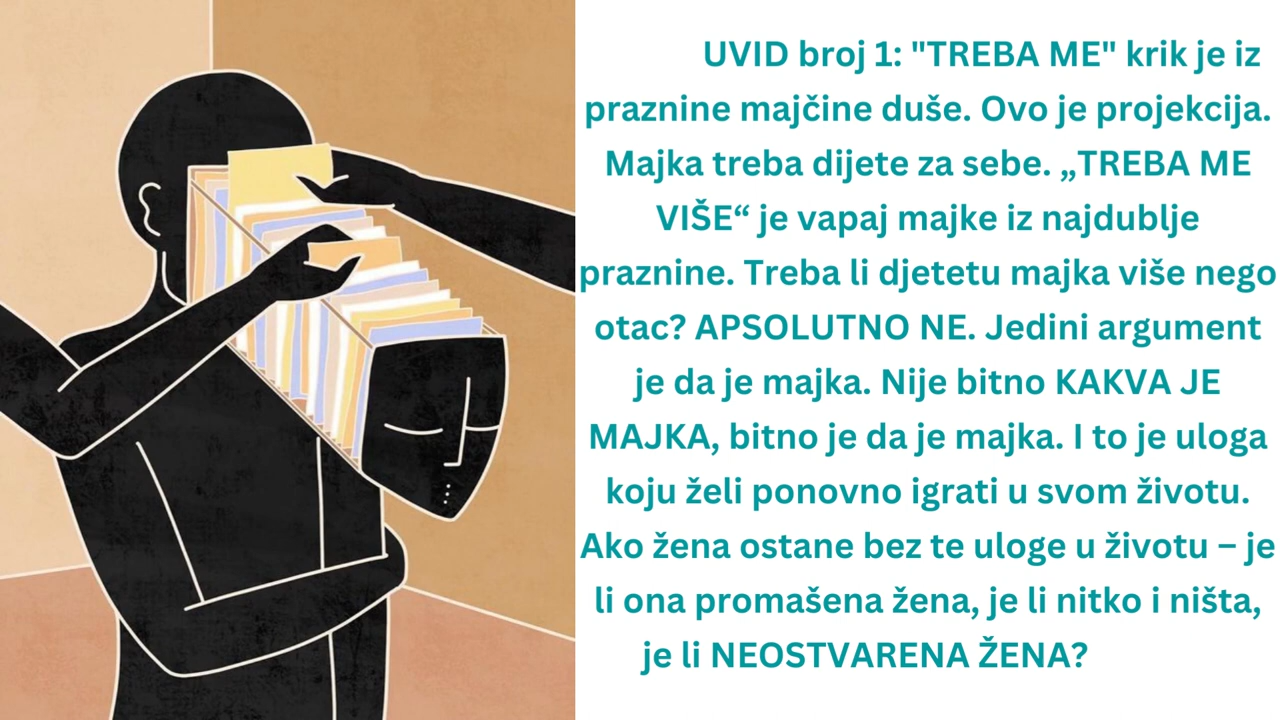 UVID broj 1: "TREBA ME" krik je iz
praznine majčine duše. Ovo je projekcija.
Majka treba dijete za sebe. „TREBA ME
VIŠE“ je vapaj majke iz najdublje
praznine. Treba li djetetu majka više nego
otac? APSOLUTNO NE. Jedini argument
je da je majka. Nije bitno KAKVA JE
MAJKA, bitno je da je majka. I to je uloga
koju želi ponovno igrati u svom životu.
Ako žena ostane bez te uloge u životu – je
li ona promašena žena, je li nitko i ništa,
je li NEOSTVARENA ŽENA?